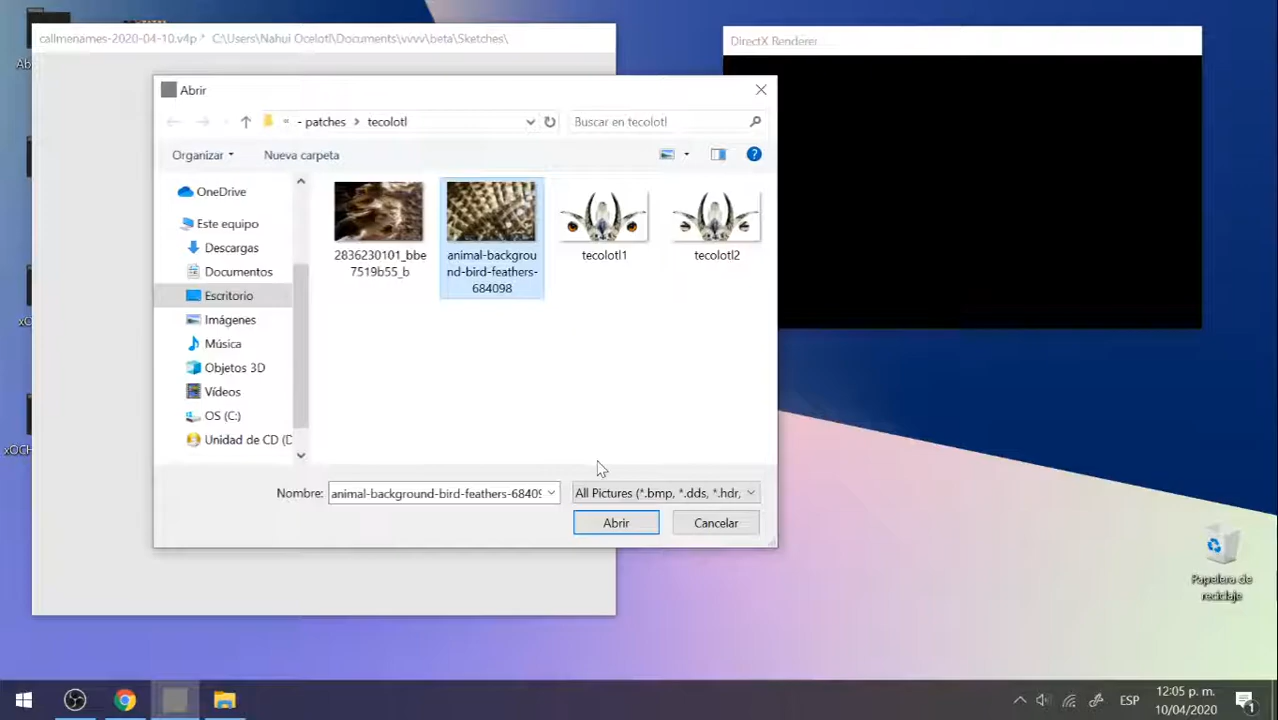 callmenames-2020-04-10.v4p * C:\Users\Nahui Ocelotl\Documents\vvvv\beta\Sketches\
DirectX Renderer
Abrir
- patches > tecolotl
Buscar en tecolotl
Organizar
Nueva carpeta
OneDrive
Este equipo
Descargas
Documentos
Escritorio
Imágenes
Música
Objetos 3D
Vídeos
OS (C:)
Unidad de CD (D
2836230101_bbe
7519b55_b
animal-backgrou
nd-bird-feathers-
684098
tecolotl1
tecolotl2
Nombre:
animal-background-bird-feathers-68409
All Pictures (*.bmp, *.dds, *.hdr,
Abrir
Cancelar
Papelera de
reciclaje
ESP
12:05 p. m.
10/04/2020
1